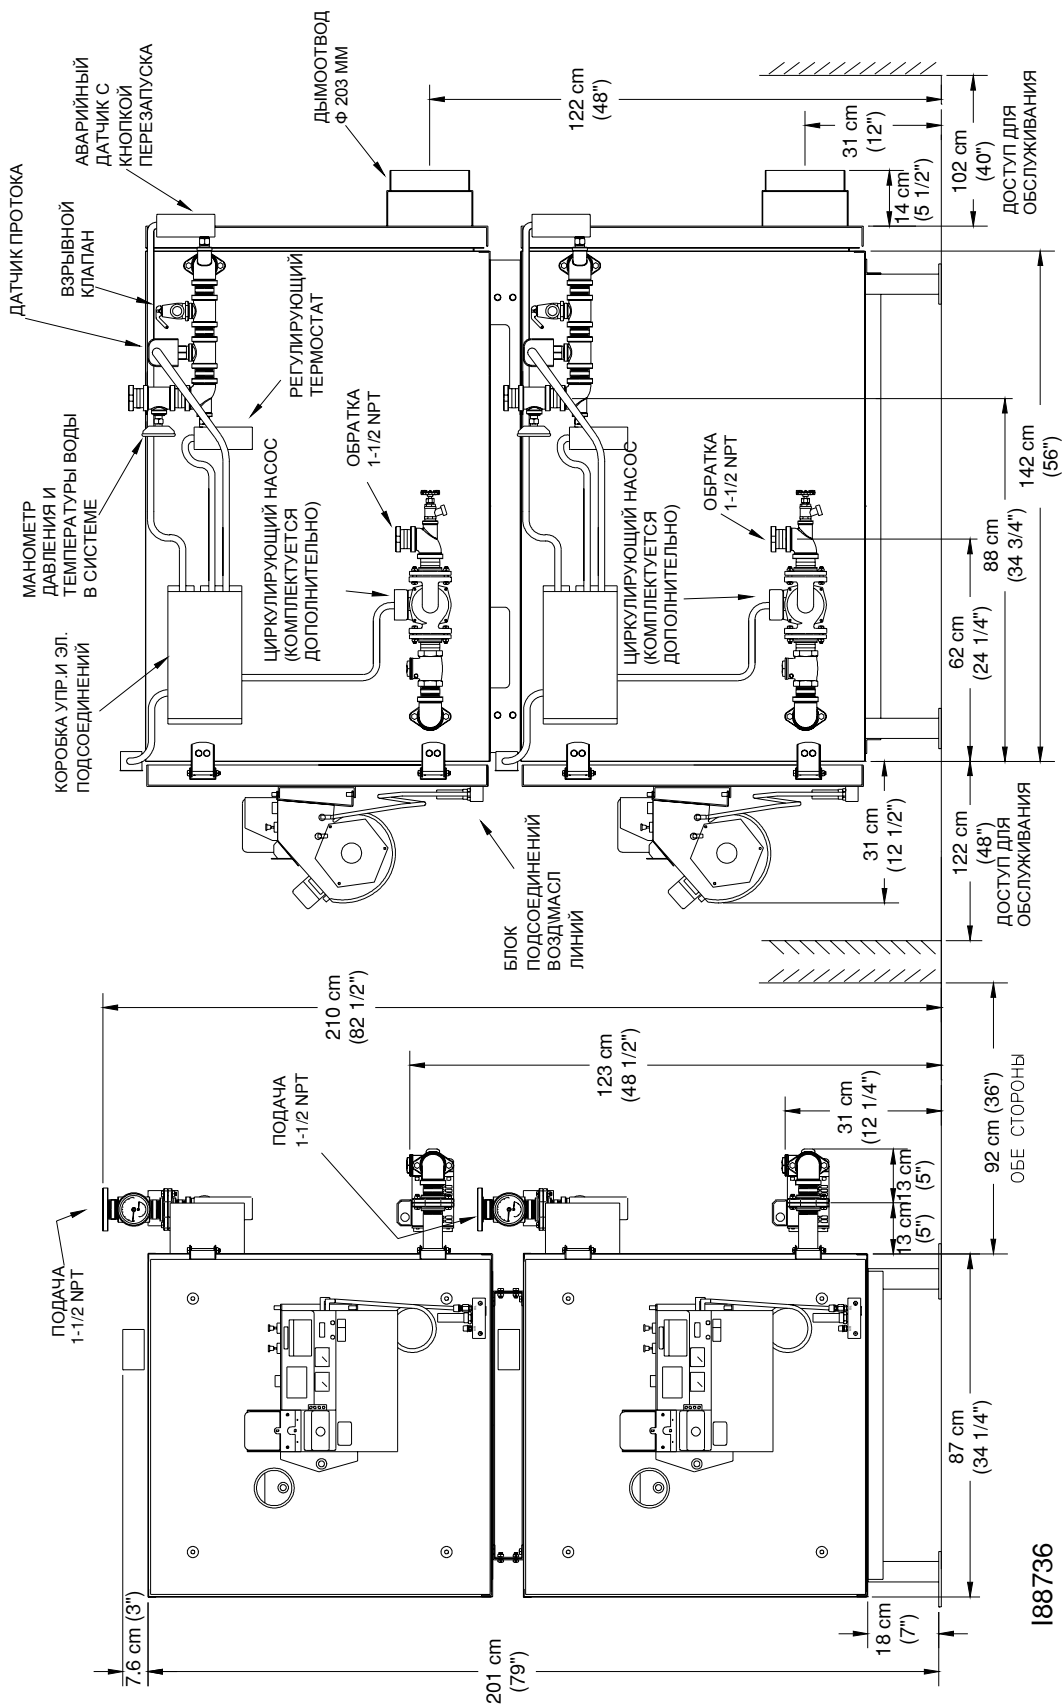 7.6 cm (3")
201 cm
(79")
18 cm
(7")
87 cm
(34 1/4")
I88736
ПОДАЧА
1-1/2 NPT
ПОДАЧА
1-1/2 NPT
210 cm
(82 1/2")
123 cm
(48 1/2")
31 cm
(12 1/4")
13 cm
(5")
13 cm
(5")
92 cm (36")
ОБЕ СТОРОНЫ
КОРОБКА УПР.И ЭЛ.
ПОДСОЕДИНЕНИЙ
МАНОМЕТР
ДАВЛЕНИЯ И
ТЕМПЕРАТУРЫ ВОДЫ
В СИСТЕМЕ
ДАТЧИК ПРОТОКА
ВЗРЫВНОЙ
КЛАПАН
АВАРИЙНЫЙ
ДАТЧИК С
КНОПКОЙ
ПЕРЕЗАПУСКА
РЕГУЛИРУЮЩИЙ
ТЕРМОСТАТ
ДЫМООТВОД
Ф 203 ММ
ЦИРКУЛИРУЮЩИЙ НАСОС
(КОМПЛЕКТУЕТСЯ
ДОПОЛНИТЕЛЬНО)
ОБРАТКА
1-1/2 NPT
БЛОК
ПОДСОЕДИНЕНИЙ
ВОЗД\МАСЛ
ЛИНИЙ
ЦИРКУЛИРУЮЩИЙ НАСОС
(КОМПЛЕКТУЕТСЯ
ДОПОЛНИТЕЛЬНО)
ОБРАТКА
1-1/2 NPT
122 cm
(48")
31 cm
(12")
14 cm
(5 1/2")
31 cm
(12 1/2")
62 cm
(24 1/4")
88 cm
(34 3/4")
142 cm
(56")
122 cm
(48")
ДОСТУП ДЛЯ
ОБСЛУЖИВАНИЯ
102 cm
(40")
ДОСТУП ДЛЯ
ОБСЛУЖИВАНИЯ